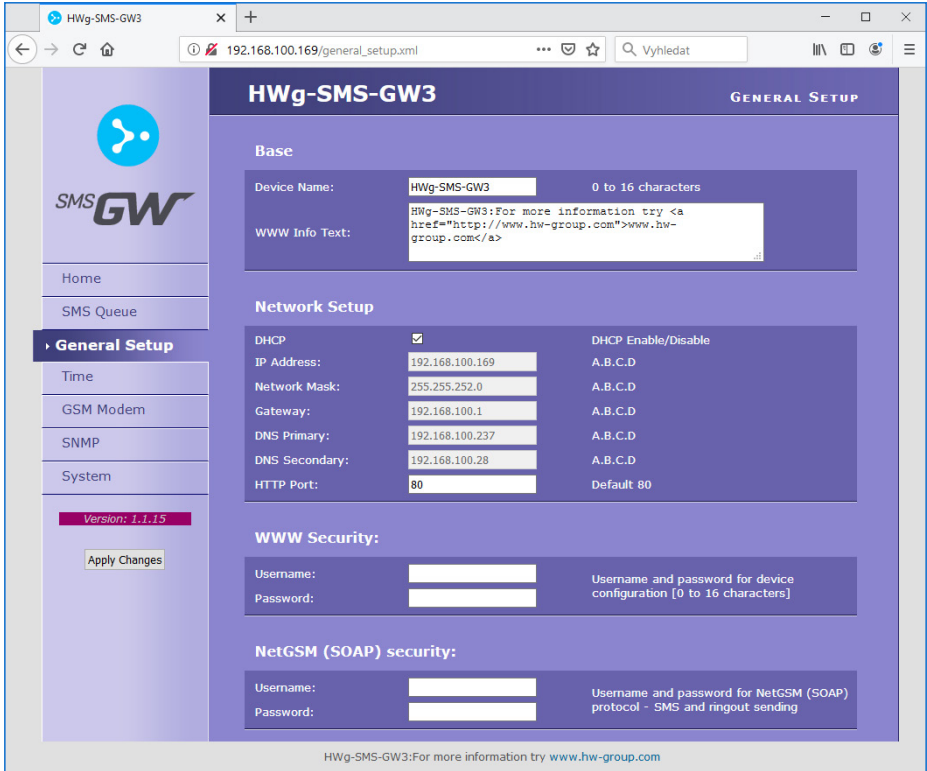 HWg-SMS-GW3
192.168.100.169/general_setup.xml
Vyhledat
HWg-SMS-GW3
GENERAL SETUP
SMS GW
Home
SMS Queue
General Setup
Time
GSM Modem
SNMP
System
Version: 1.1.15
Apply Changes
Base
Device Name: HWg-SMS-GW3 0 to 16 characters
WWW Info Text:
HWg-SMS-GW3:For more information try <a
href="http://www.hw-group.com">www.hw-
group.com</a>
Network Setup
DHCP DHCP Enable/Disable
IP Address: 192.168.100.169 A.B.C.D
Network Mask: 255.255.252.0 A.B.C.D
Gateway: 192.168.100.1 A.B.C.D
DNS Primary: 192.168.100.237 A.B.C.D
DNS Secondary: 192.168.100.28 A.B.C.D
HTTP Port: 80 Default 80
WWW Security:
Username:
Password:
Username and password for device
configuration [0 to 16 characters]
NetGSM (SOAP) security:
Username:
Password:
Username and password for NetGSM (SOAP)
protocol - SMS and ringout sending
HWg-SMS-GW3:For more information try www.hw-group.com